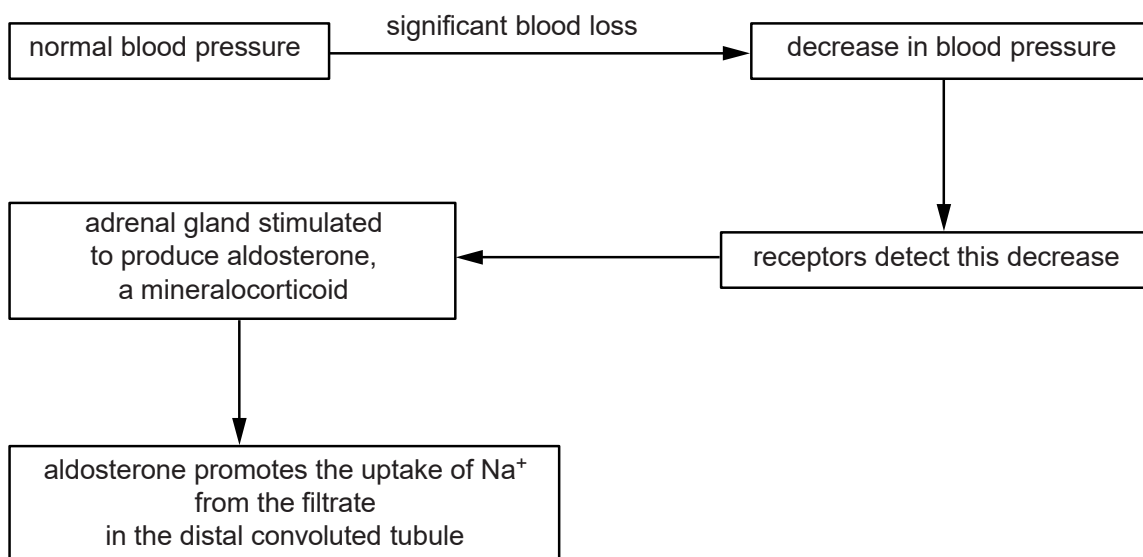 normal blood pressure
significant blood loss
decrease in blood pressure
receptors detect this decrease
adrenal gland stimulated
to produce aldosterone,
a mineralocorticoid
aldosterone promotes the uptake of Na⁺
from the filtrate
in the distal convoluted tubule